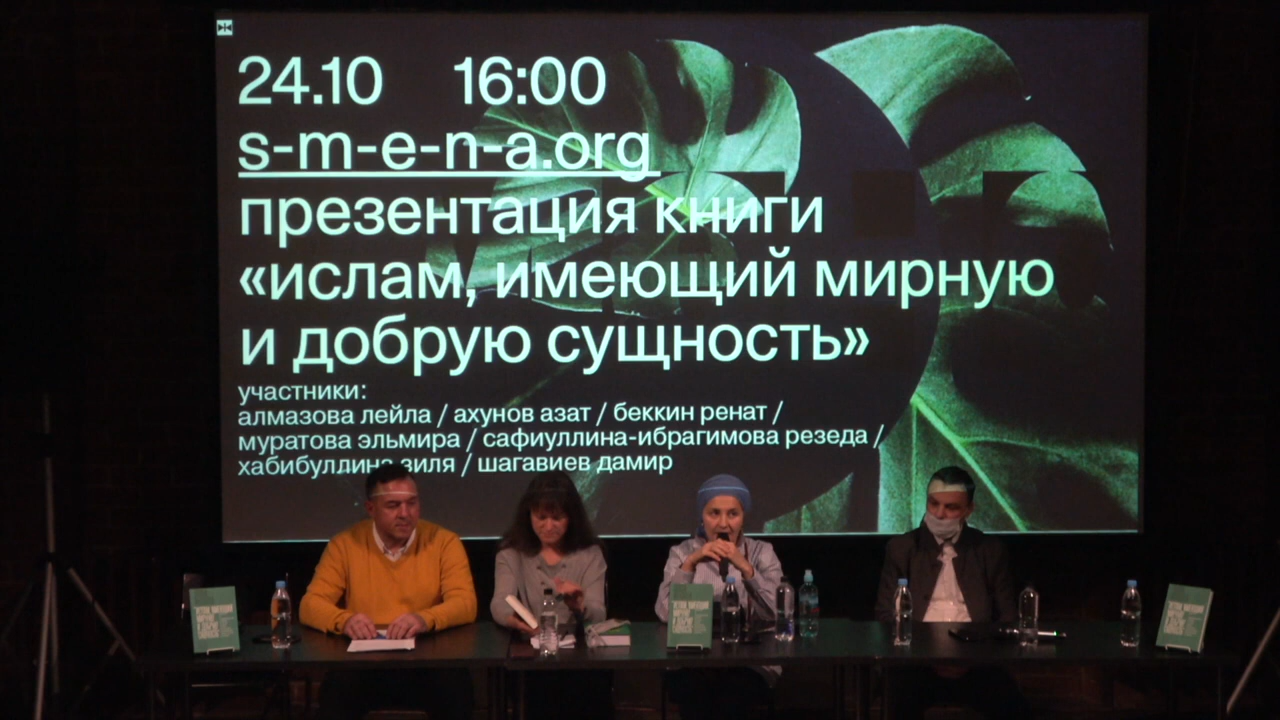 24.10 16:00
s-m-e-n-a.org
презентация книги
«ислам, имеющий мирную
и добрую сущность»
участники:
алмазова лейла / ахунов азат / беккин ренат /
муратова эльмира / сафиуллина-ибрагимова резеда /
хабибуллина зиля / шагавиев дамир